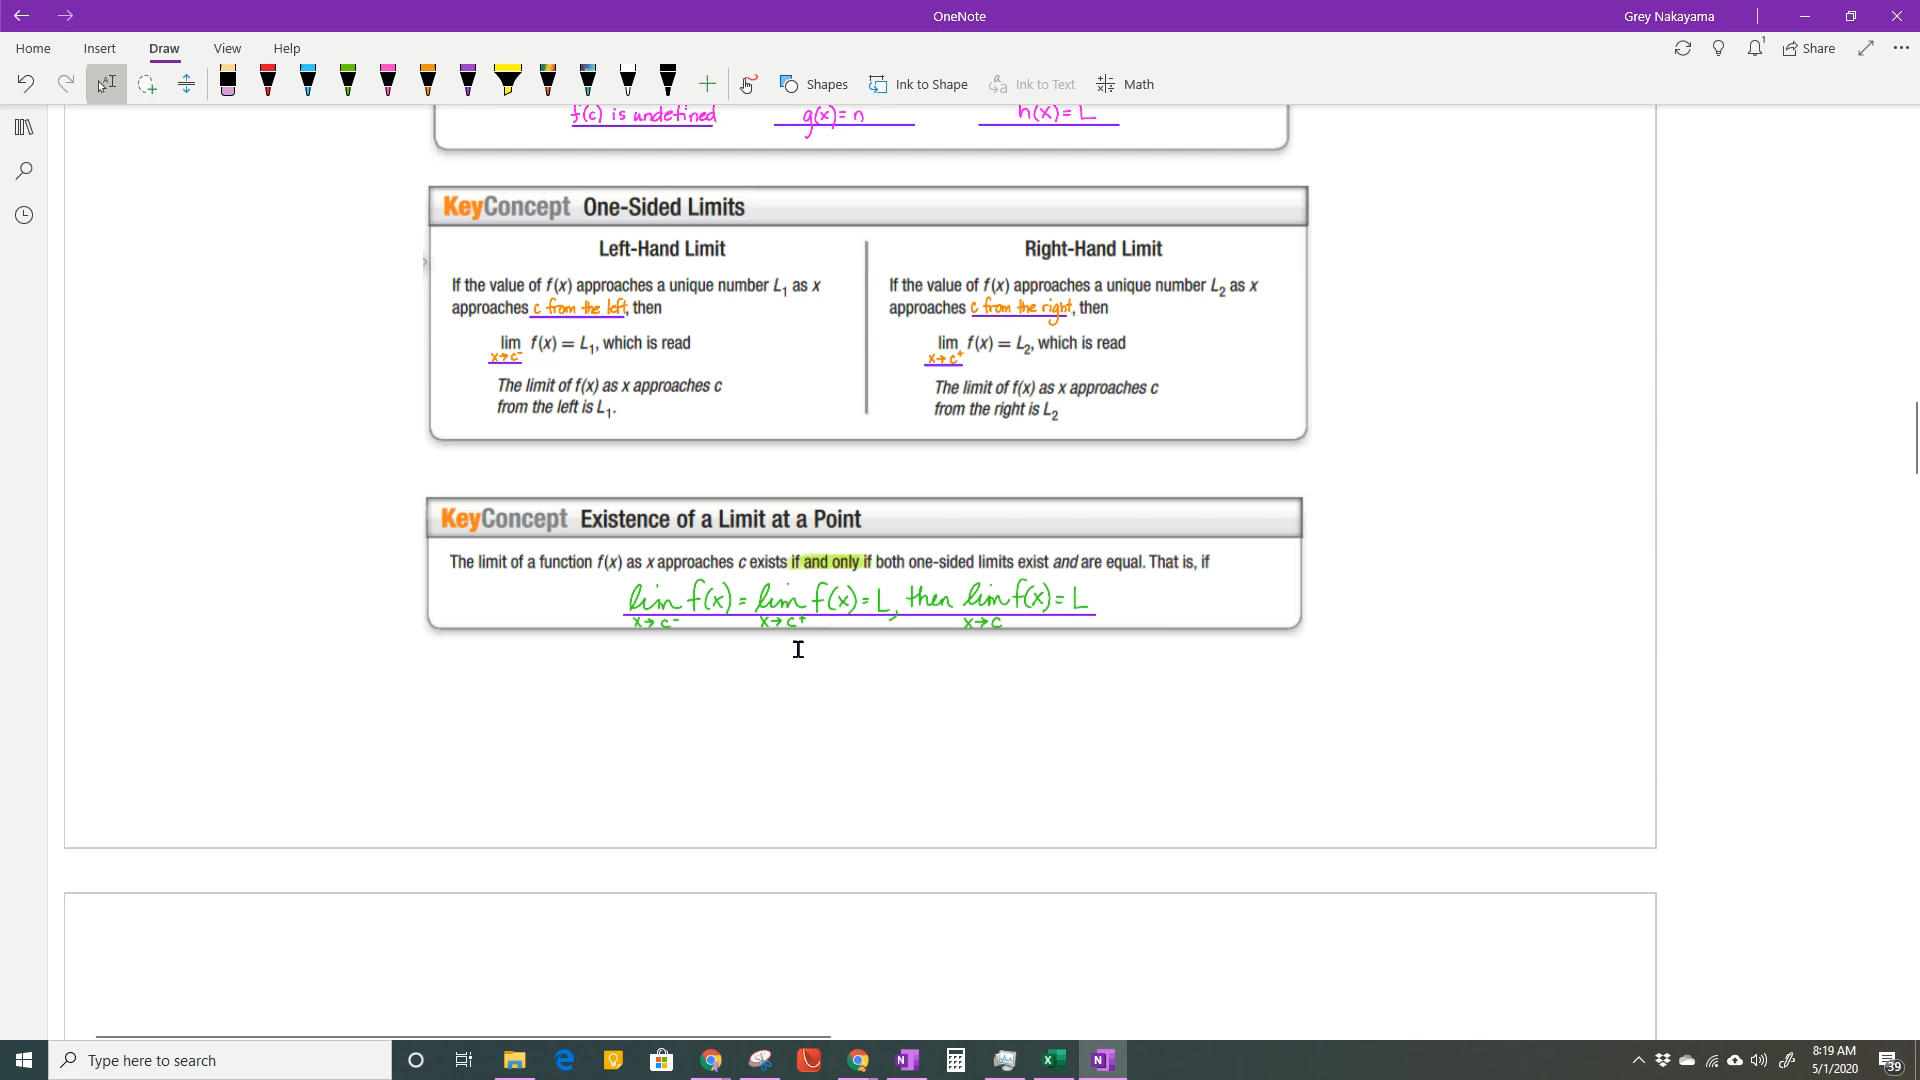 OneNote
Grey Nakayama
Home Insert Draw View Help
1
Share
Shapes
Ink to Shape
Ink to Text
Math
f(c) is undefined g(x)= n h(x)= L
KeyConcept One-Sided Limits
Left-Hand Limit
If the value of f(x) approaches a unique number L₁ as x
approaches c from the left, then
lim f(x) = L₁, which is read
x→c⁻
The limit of f(x) as x approaches c
from the left is L₁.
Right-Hand Limit
If the value of f(x) approaches a unique number L₂ as x
approaches c from the right, then
lim f(x) = L₂, which is read
x→c⁺
The limit of f(x) as x approaches c
from the right is L₂
KeyConcept Existence of a Limit at a Point
The limit of a function f(x) as x approaches c exists if and only if both one-sided limits exist and are equal. That is, if
lim f(x) = lim f(x) = L, then lim f(x) = L
x→c⁻ x→c⁺ x→c
Type here to search
8:19 AM
5/1/2020
39